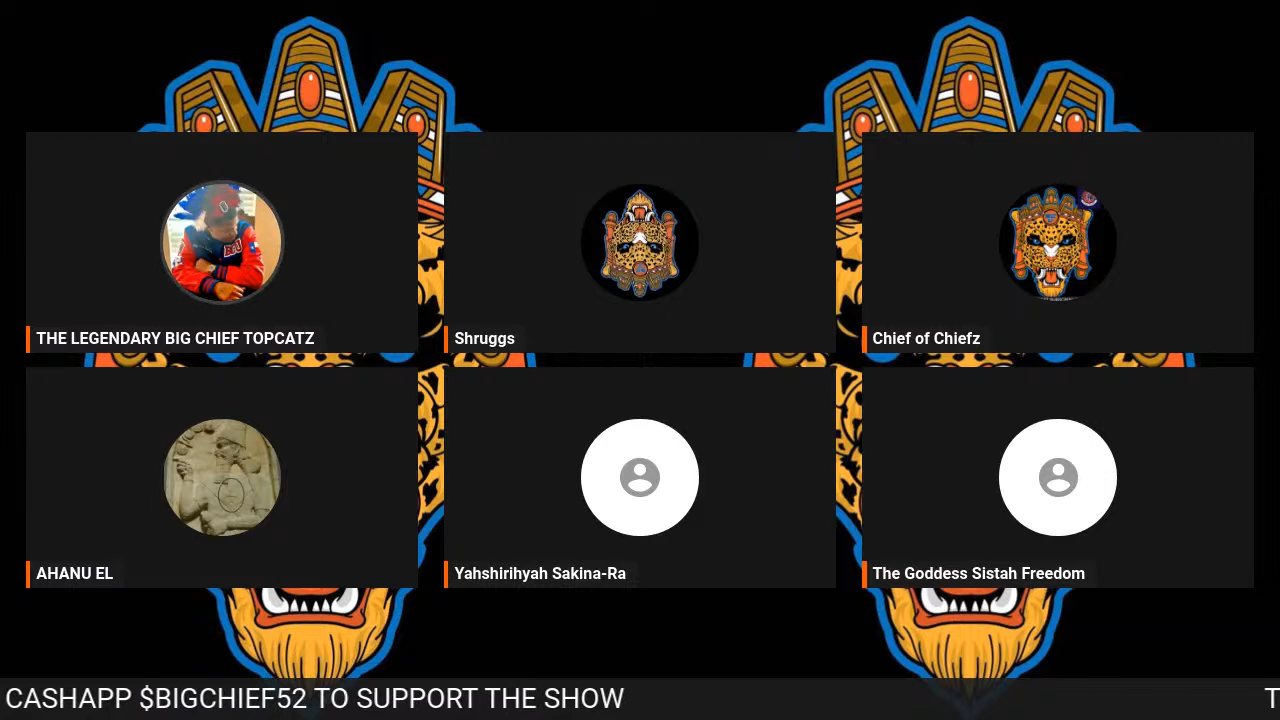 THE LEGENDARY BIG CHIEF TOPCATZ
Shruggs
Chief of Chiefz
AHANU EL
Yahshirihyah Sakina-Ra
The Goddess Sistah Freedom
CASHAPP $BIGCHIEF52 TO SUPPORT THE SHOW
T